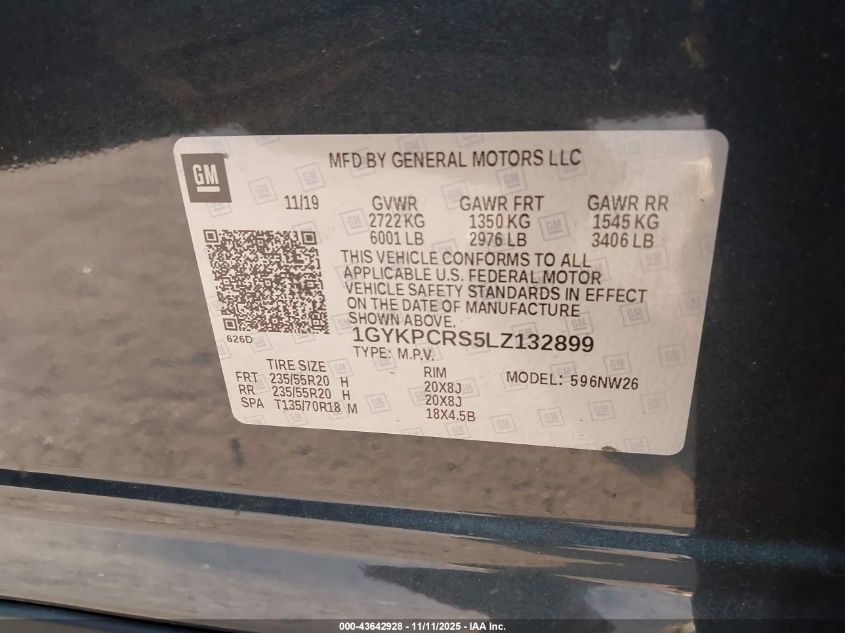 GM
MFD BY GENERAL MOTORS LLC
11/19 GVWR GAWR FRT GAWR RR
2722 KG 1350 KG 1545 KG
6001 LB 2976 LB 3406 LB
THIS VEHICLE CONFORMS TO ALL
APPLICABLE U.S. FEDERAL MOTOR
VEHICLE SAFETY STANDARDS IN EFFECT
ON THE DATE OF MANUFACTURE
SHOWN ABOVE.
626D
1GYKPCRS5LZ132899
TYPE: M.P.V.
TIRE SIZE RIM MODEL: 596NW26
FRT 235/55R20 H 20X8J
RR 235/55R20 H 20X8J
SPA T135/70R18 M 18X4.5B
000-43642928 - 11/11/2025 - IAA Inc.